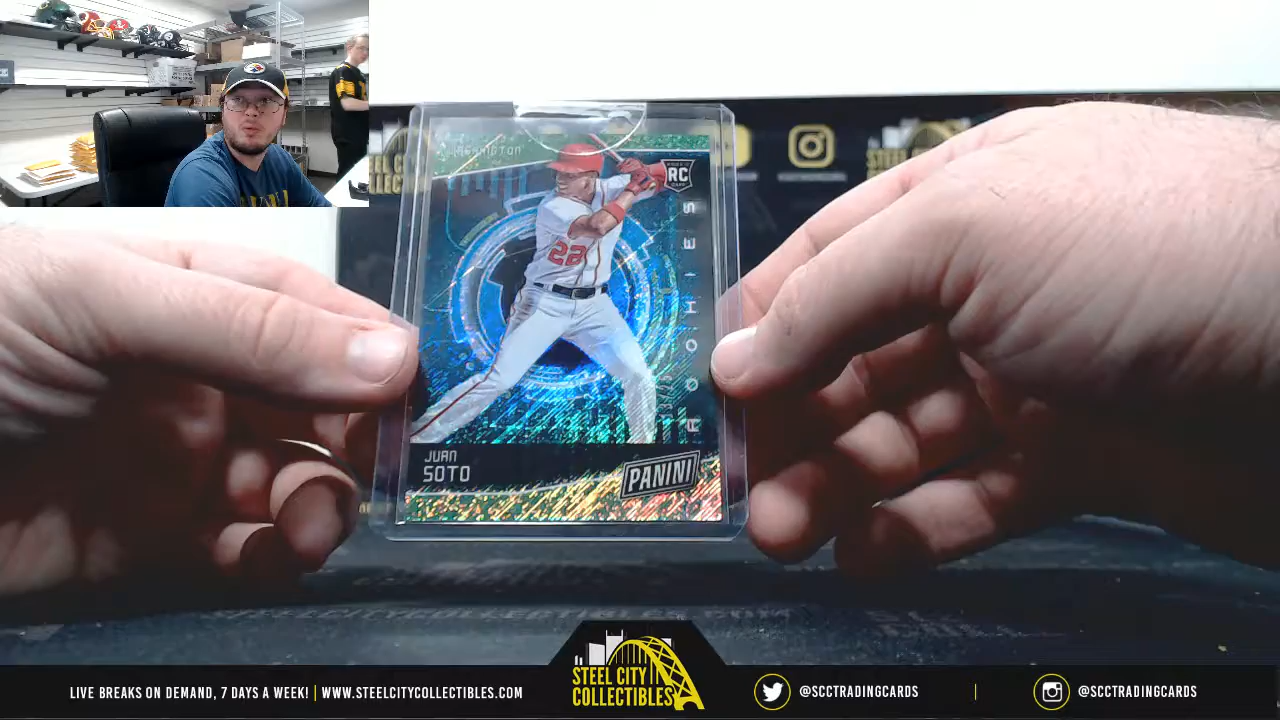 WASHINGTON
RC
ROOKIES
22
JUAN
SOTO
PANINI
STEEL CITY
COLLECTIBLES
LIVE BREAKS ON DEMAND, 7 DAYS A WEEK! | WWW.STEELCITYCOLLECTIBLES.COM
@SCCTRADINGCARDS | @SCCTRADINGCARDS